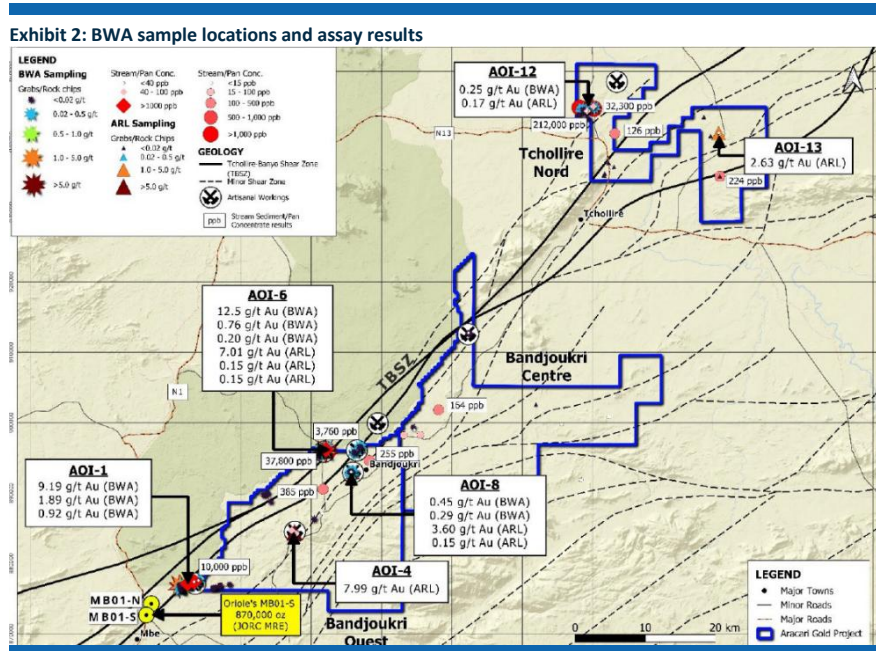 Exhibit 2: BWA sample locations and assay results
LEGEND
BWA Sampling
Grabs/Rock chips
<0.02 g/t
0.02 - 0.5 g/t
0.5 - 1.0 g/t
1.0 - 5.0 g/t
>5.0 g/t
Stream/Pan Conc.
<40 ppb
40 - 100 ppb
>1000 ppb
ARL Sampling
Grebs/Rock chips
<0.02 g/t
0.02 - 0.5 g/t
1.0 - 5.0 g/t
>5.0 g/t
Stream/Pan Conc.
<15 ppb
15 - 100 ppb
100 - 500 ppb
500 - 1,000 ppb
>1,000 ppb
GEOLOGY
Tchollire-Banyo Shear Zone
(TBSZ)
Minor Shear Zone
Artisanal Workings
ppb
Stream Sediment/Pan
Concentrate results
AOI-12
0.25 g/t Au (BWA)
0.17 g/t Au (ARL)
32,300 ppb
212,000 ppb
126 ppb
N13
Tchollire
Nord
AOI-13
2.63 g/t Au (ARL)
224 ppb
Tchollire
AOI-6
12.5 g/t Au (BWA)
0.76 g/t Au (BWA)
0.20 g/t Au (BWA)
7.01 g/t Au (ARL)
0.15 g/t Au (ARL)
0.15 g/t Au (ARL)
TBSZ
Bandjoukri
Centre
N1
164 ppb
3,760 ppb
37,800 ppb
255 ppb
Bandjoukri
365 ppb
AOI-1
9.19 g/t Au (BWA)
1.89 g/t Au (BWA)
0.92 g/t Au (BWA)
AOI-8
0.45 g/t Au (BWA)
0.29 g/t Au (BWA)
3.60 g/t Au (ARL)
0.15 g/t Au (ARL)
10,000 ppb
AOI-4
7.99 g/t Au (ARL)
MB01-N
MB01-S
Mbe
Oriole's MB01-S
870,000 oz
(JORC MRE)
Bandjoukri
Ouest
LEGEND
Major Towns
Minor Roads
Major Roads
Aracari Gold Project
0 10 20 km